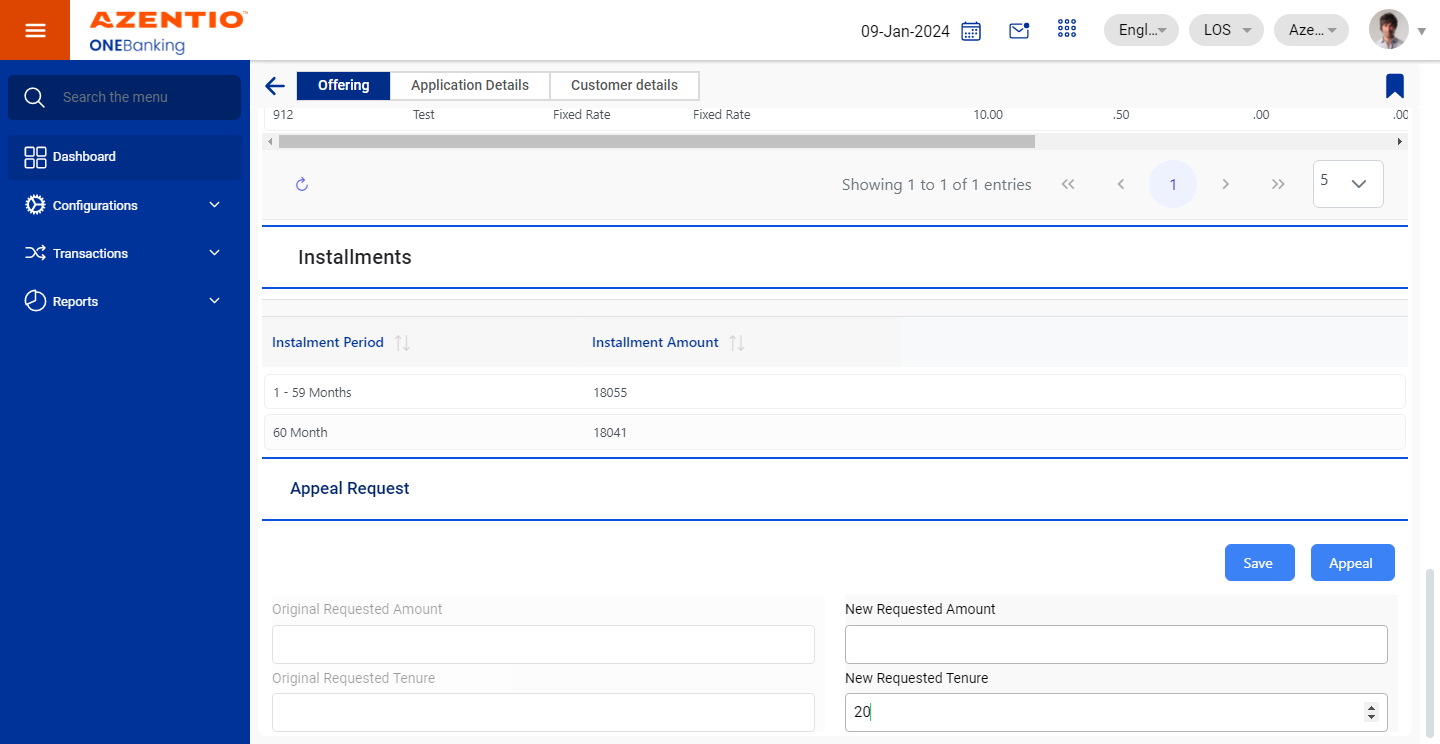 AZENTIO™
ONEBanking
09-Jan-2024
Engl...
LOS
Aze...
Search the menu
Dashboard
Configurations
Transactions
Reports
Offering
Application Details
Customer details
912 Test Fixed Rate Fixed Rate 10.00 .50 .00 .00
Showing 1 to 1 of 1 entries
1
5
Installments
Instalment Period Installment Amount
1 - 59 Months 18055
60 Month 18041
Appeal Request
Save Appeal
Original Requested Amount New Requested Amount
Original Requested Tenure New Requested Tenure
20